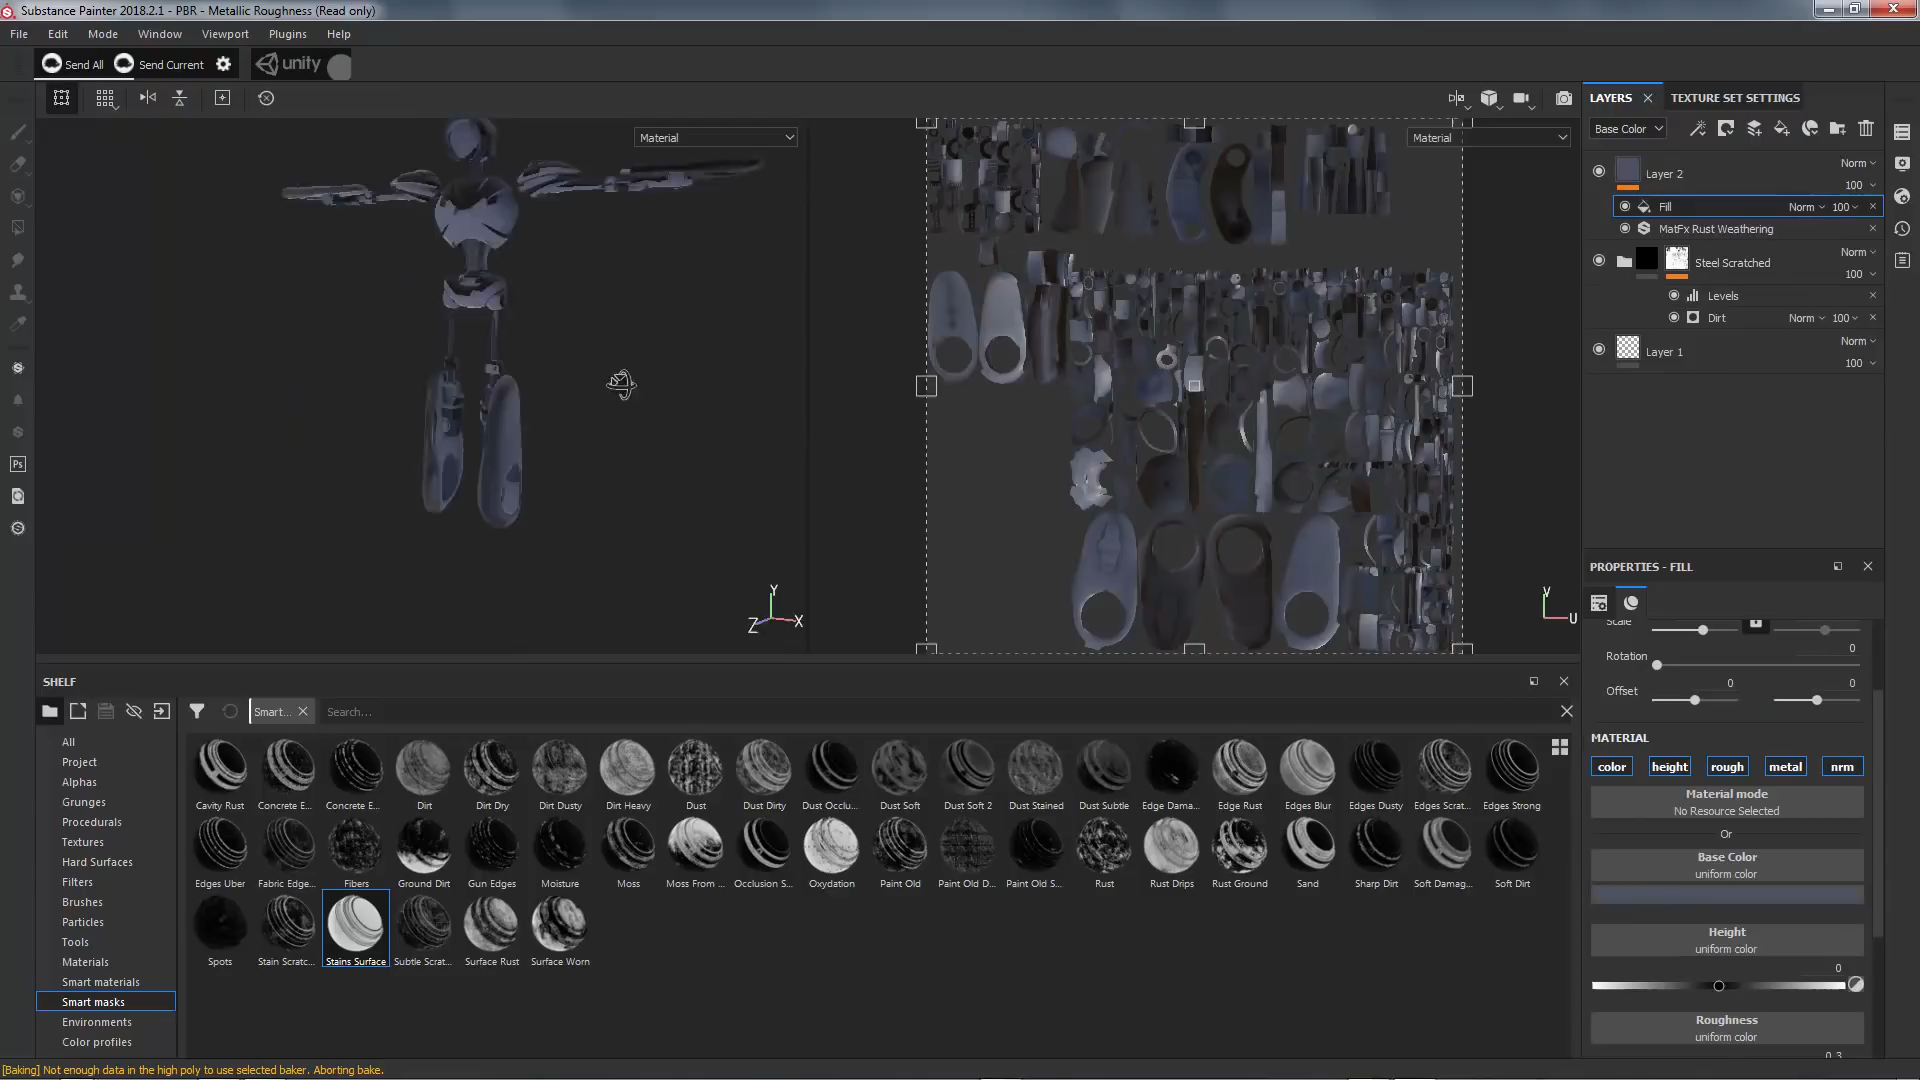 Substance Painter 2018.2.1 - PBR - Metallic Roughness (Read only)
File Edit Mode Window Viewport Plugins Help
Send All Send Current unity
LAYERS TEXTURE SET SETTINGS
Base Color
Material
Material
Layer 2 Norm
100
Fill Norm 100
MatFx Rust Weathering
Steel Scratched Norm
100
Levels
Dirt Norm 100
Layer 1 Norm
100
Ps
Y
Z X
V
U
PROPERTIES - FILL
Scale
Rotation 0
Offset 0 0
MATERIAL
color height rough metal nrm
Material mode
No Resource Selected
Or
Base Color
uniform color
Height
uniform color
0
Roughness
uniform color
0.3
SHELF
Smart... Search...
All
Project
Alphas
Grunges
Procedurals
Textures
Hard Surfaces
Filters
Brushes
Particles
Tools
Materials
Smart materials
Smart masks
Environments
Color profiles
Cavity Rust Concrete E... Concrete E... Dirt Dirt Dry Dirt Dusty Dirt Heavy Dust Dust Dirty Dust Occlu... Dust Soft Dust Soft 2 Dust Stained Dust Subtle Edge Dama... Edge Rust Edges Blur Edges Dusty Edges Scrat... Edges Strong
Edges Uber Fabric Edge... Fibers Ground Dirt Gun Edges Moisture Moss Moss From ... Occlusion S... Oxydation Paint Old Paint Old D... Paint Old S... Rust Rust Drips Rust Ground Sand Sharp Dirt Soft Damag... Soft Dirt
Spots Stain Scratc... Stains Surface Subtle Scrat... Surface Rust Surface Worn
[Baking] Not enough data in the high poly to use selected baker. Aborting bake.